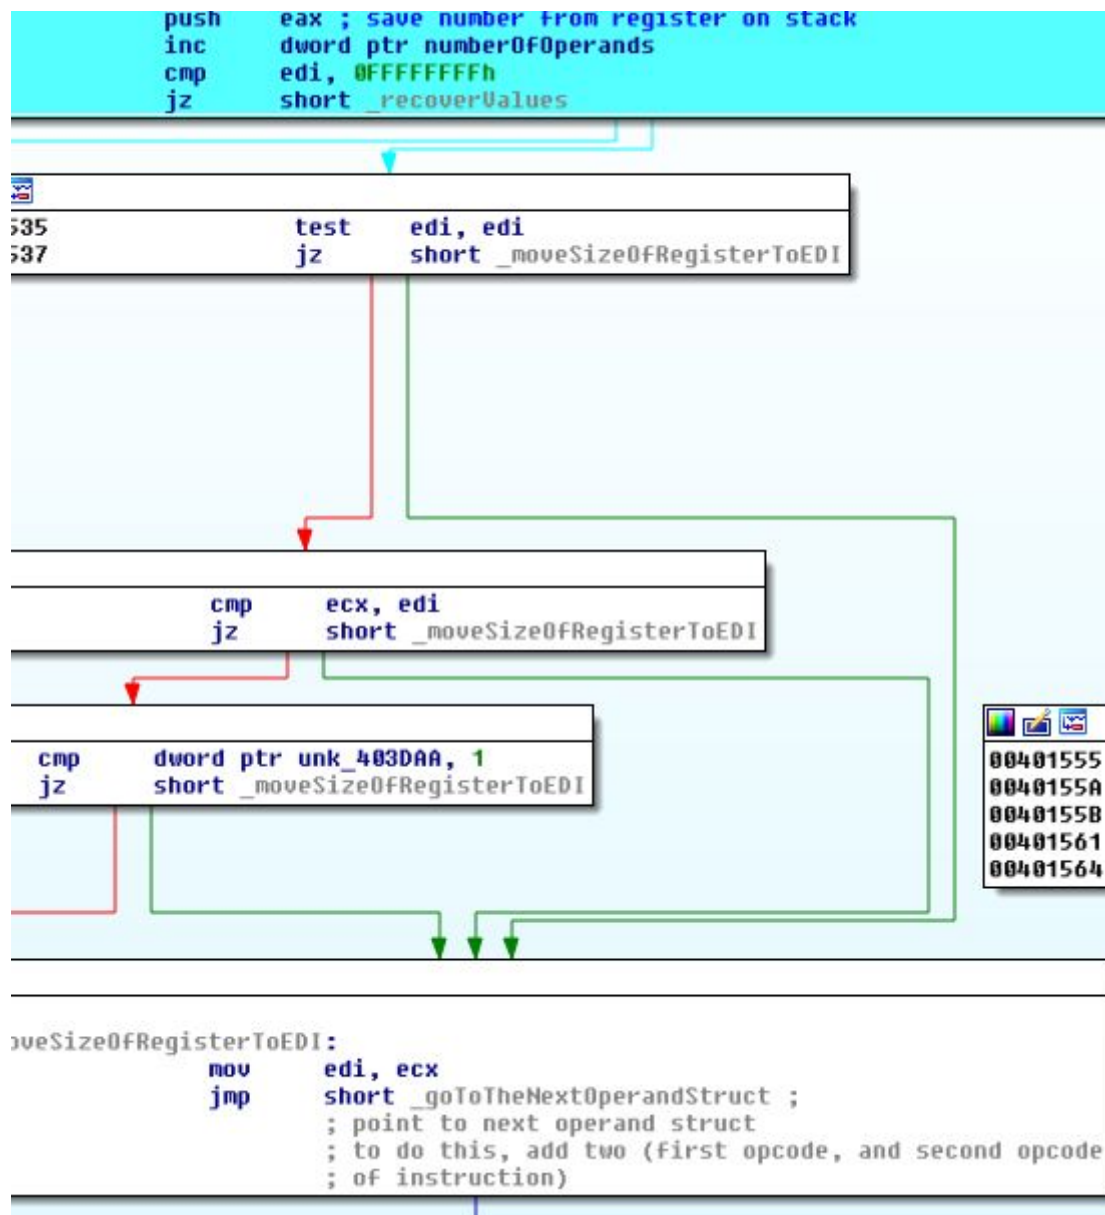 push eax ; save number from register on stack
inc dword ptr numberOfOperands
cmp edi, 0FFFFFFFFh
jz short _recoverValues
535 test edi, edi
537 jz short _moveSizeOfRegisterToEDI
cmp ecx, edi
jz short _moveSizeOfRegisterToEDI
cmp dword ptr unk_403DAA, 1
jz short _moveSizeOfRegisterToEDI
00401555
0040155A
0040155B
00401561
00401564
oveSizeOfRegisterToEDI:
mov edi, ecx
jmp short _goToTheNextOperandStruct ;
; point to next operand struct
; to do this, add two (first opcode, and second opcode
; of instruction)